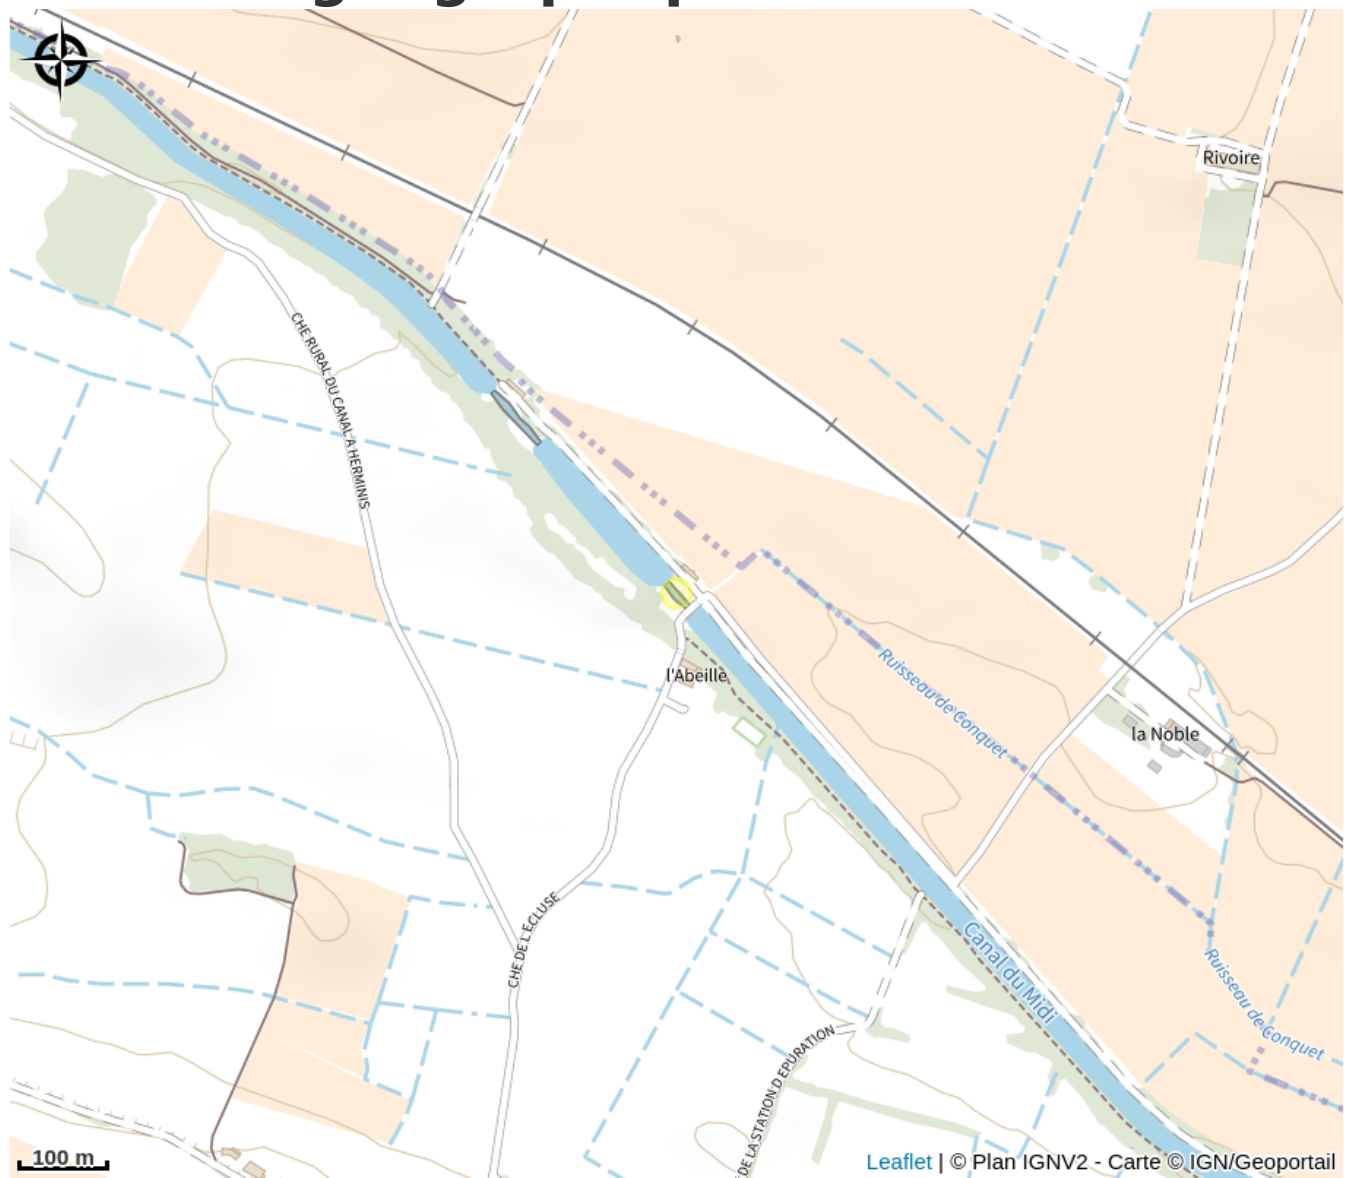 Rivoire
CHE RURAL DU CANAL A HERMINIS
l'Abeille
Ruisseau de Conquet
la Noble
CHE DE L'ECLUSE
Canal du Midi
Ruisseau de Conquet
DE LA STATION D EPURATION
100 m
Leaflet | © Plan IGNV2 - Carte © IGN/Geoportail